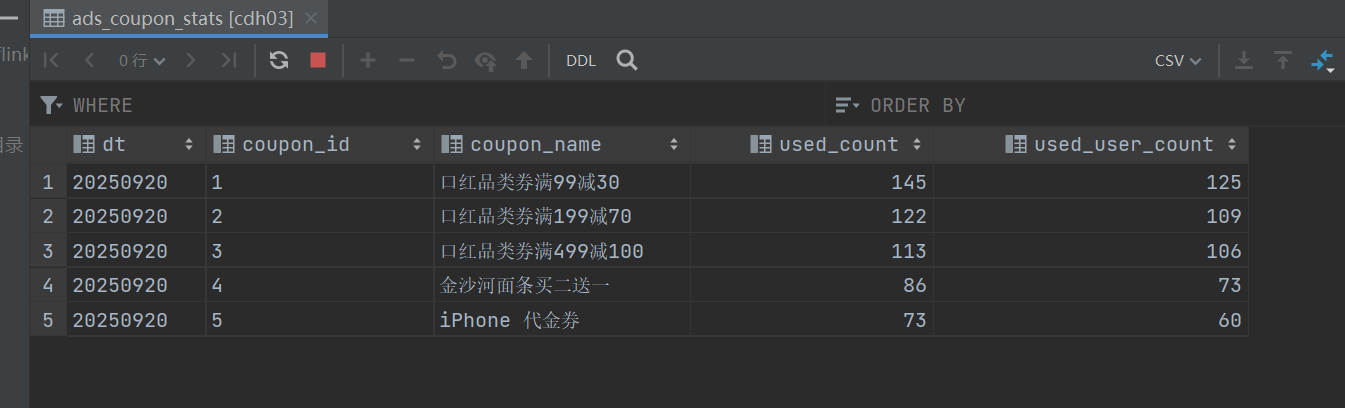 ads_coupon_stats [cdh03]
flink
0 行
DDL
CSV
WHERE
ORDER BY
dt coupon_id coupon_name used_count used_user_count
1 20250920 1 口红品类券满99减30 145 125
2 20250920 2 口红品类券满199减70 122 109
3 20250920 3 口红品类券满499减100 113 106
4 20250920 4 金沙河面条买二送一 86 73
5 20250920 5 iPhone 代金券 73 60